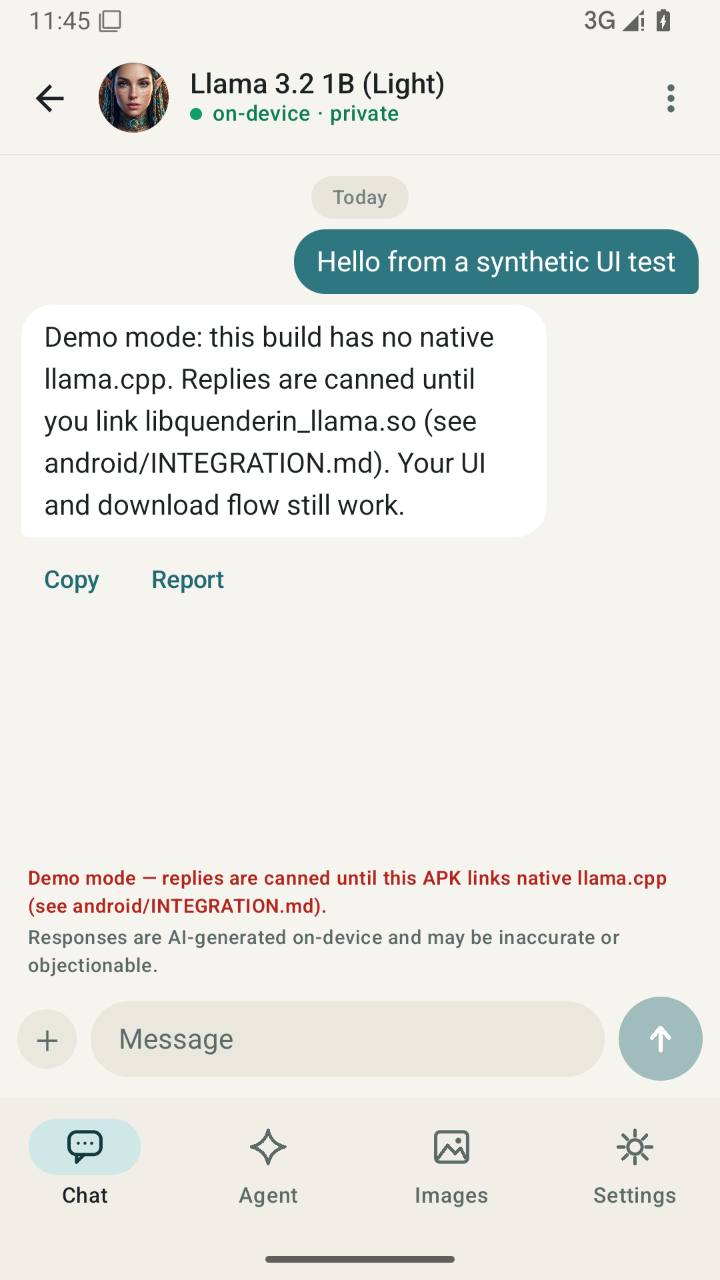 11:45
3G
Llama 3.2 1B (Light)
on-device · private
Today
Hello from a synthetic UI test
Demo mode: this build has no native
llama.cpp. Replies are canned until
you link libquenderin_llama.so (see
android/INTEGRATION.md). Your UI
and download flow still work.
Copy
Report
Demo mode — replies are canned until this APK links native llama.cpp
(see android/INTEGRATION.md).
Responses are AI-generated on-device and may be inaccurate or
objectionable.
Message
Chat
Agent
Images
Settings